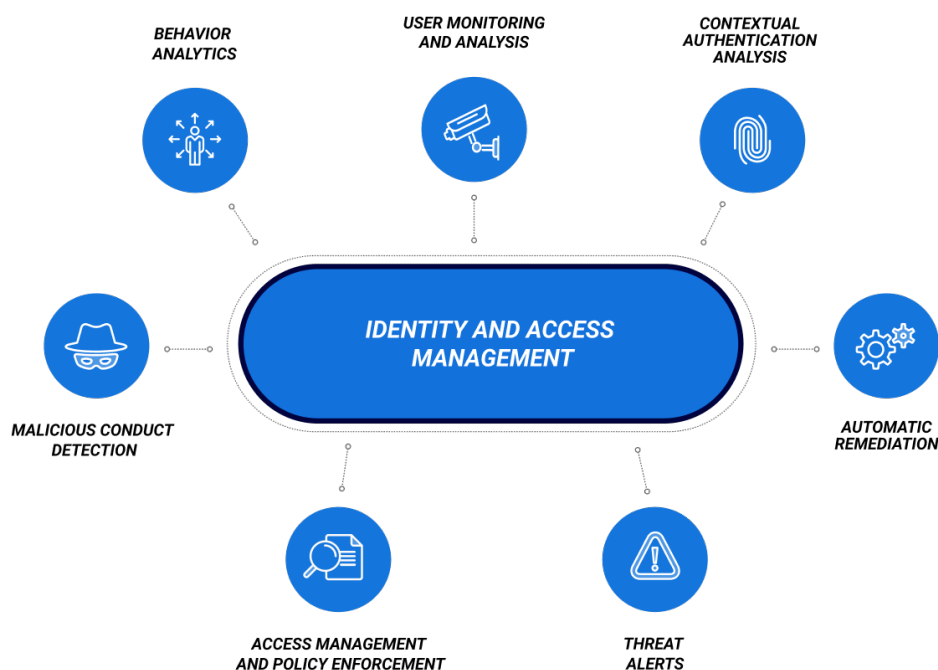 BEHAVIOR
ANALYTICS
USER MONITORING
AND ANALYSIS
CONTEXTUAL
AUTHENTICATION
ANALYSIS
IDENTITY AND ACCESS
MANAGEMENT
MALICIOUS CONDUCT
DETECTION
AUTOMATIC
REMEDIATION
ACCESS MANAGEMENT
AND POLICY ENFORCEMENT
THREAT
ALERTS